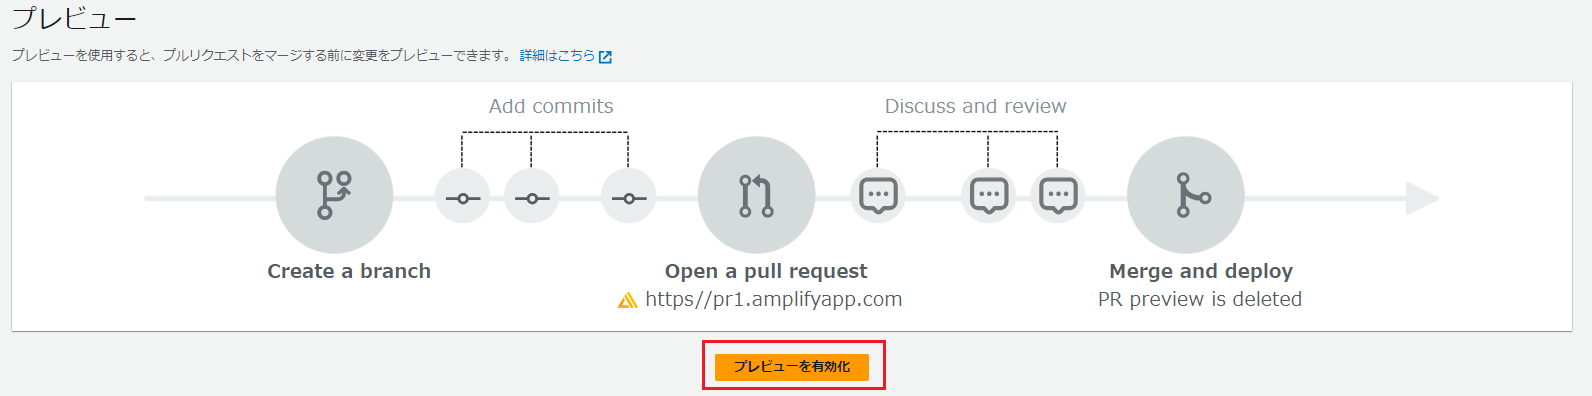 プレビュー
プレビューを使用すると、プルリクエストをマージする前に変更をプレビューできます。 詳細はこちら
Add commits
Discuss and review
Create a branch
Open a pull request
Merge and deploy
https//pr1.amplifyapp.com
PR preview is deleted
プレビューを有効化